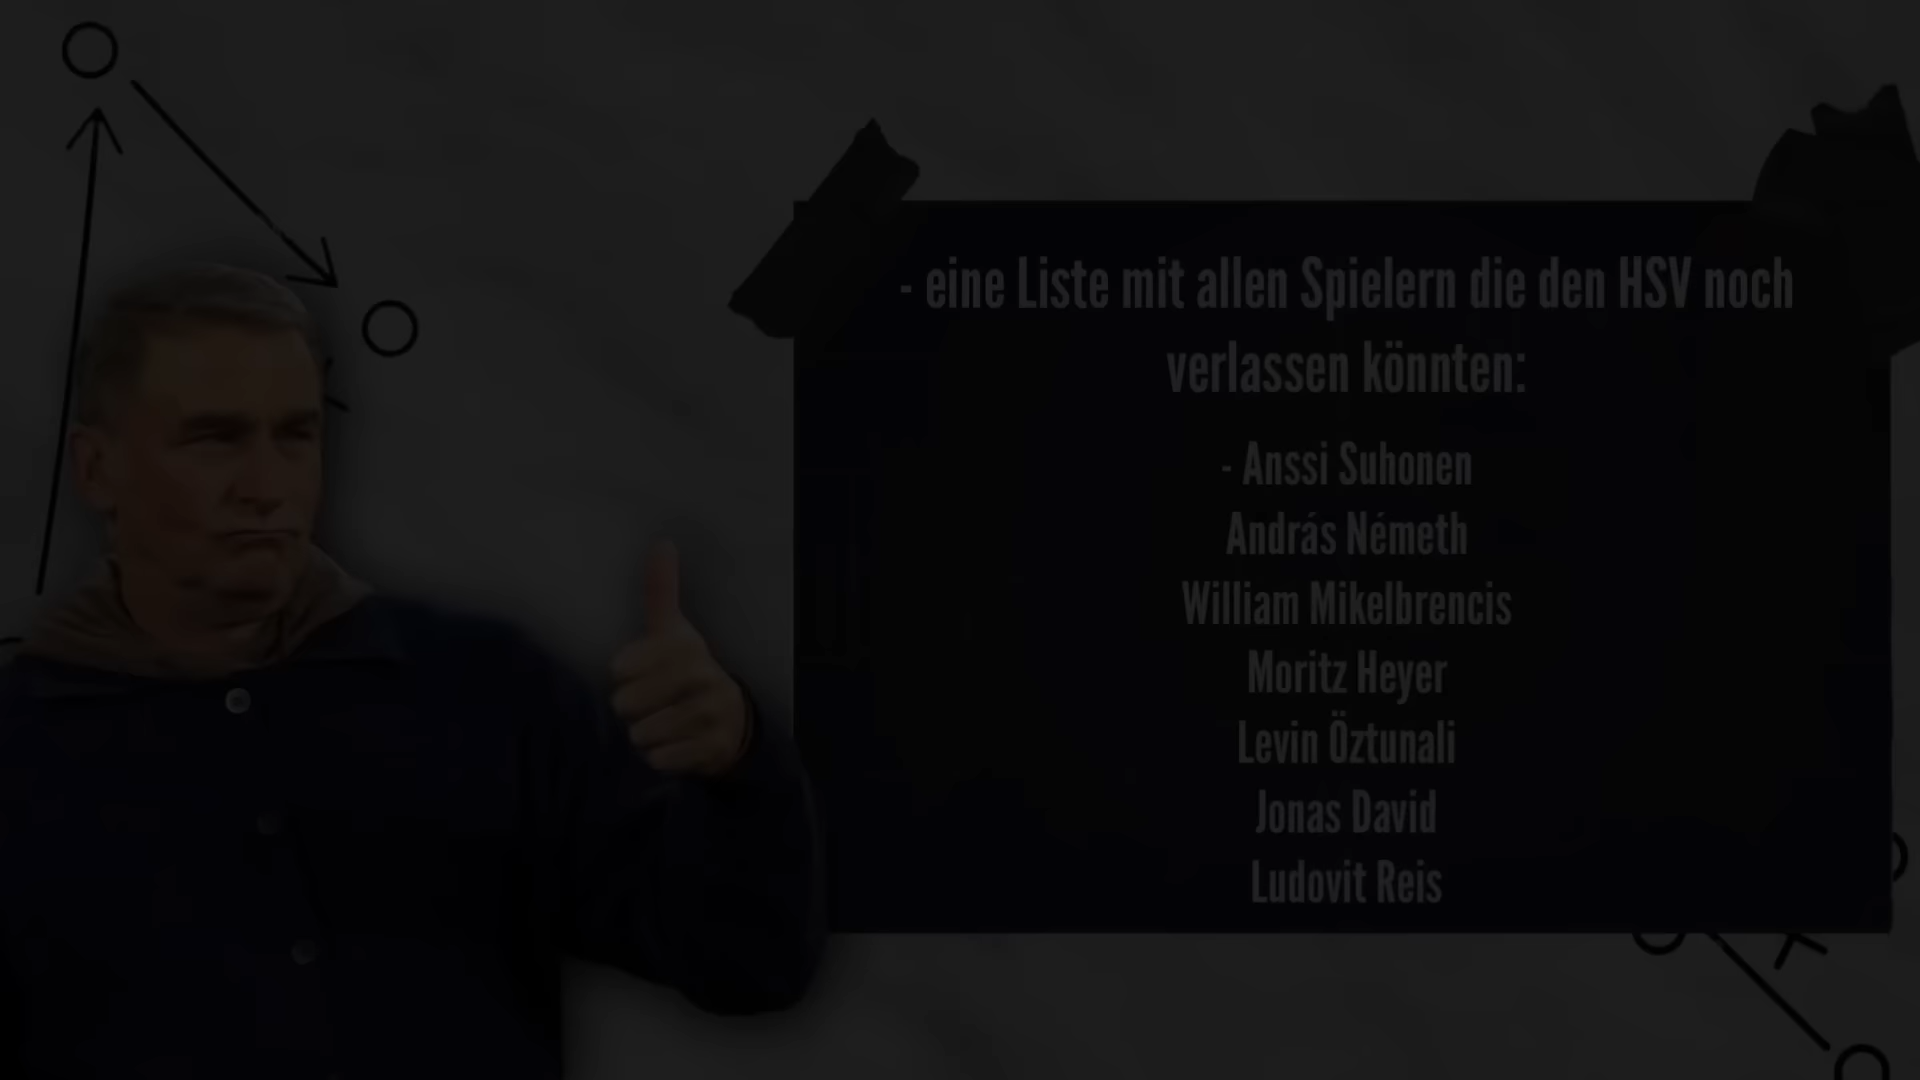 - eine Liste mit allen Spielern die den HSV noch
verlassen könnten:
- Anssi Suhonen
András Németh
William Mikelbrencis
Moritz Heyer
Levin Öztunali
Jonas David
Ludovit Reis